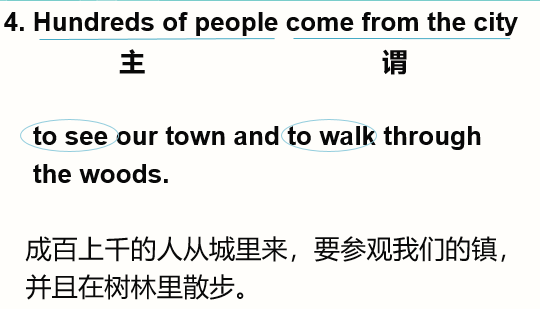 4. Hundreds of people come from the city
主 谓
to see our town and to walk through
the woods.
成百上千的人从城里来，要参观我们的镇，
并且在树林里散步。